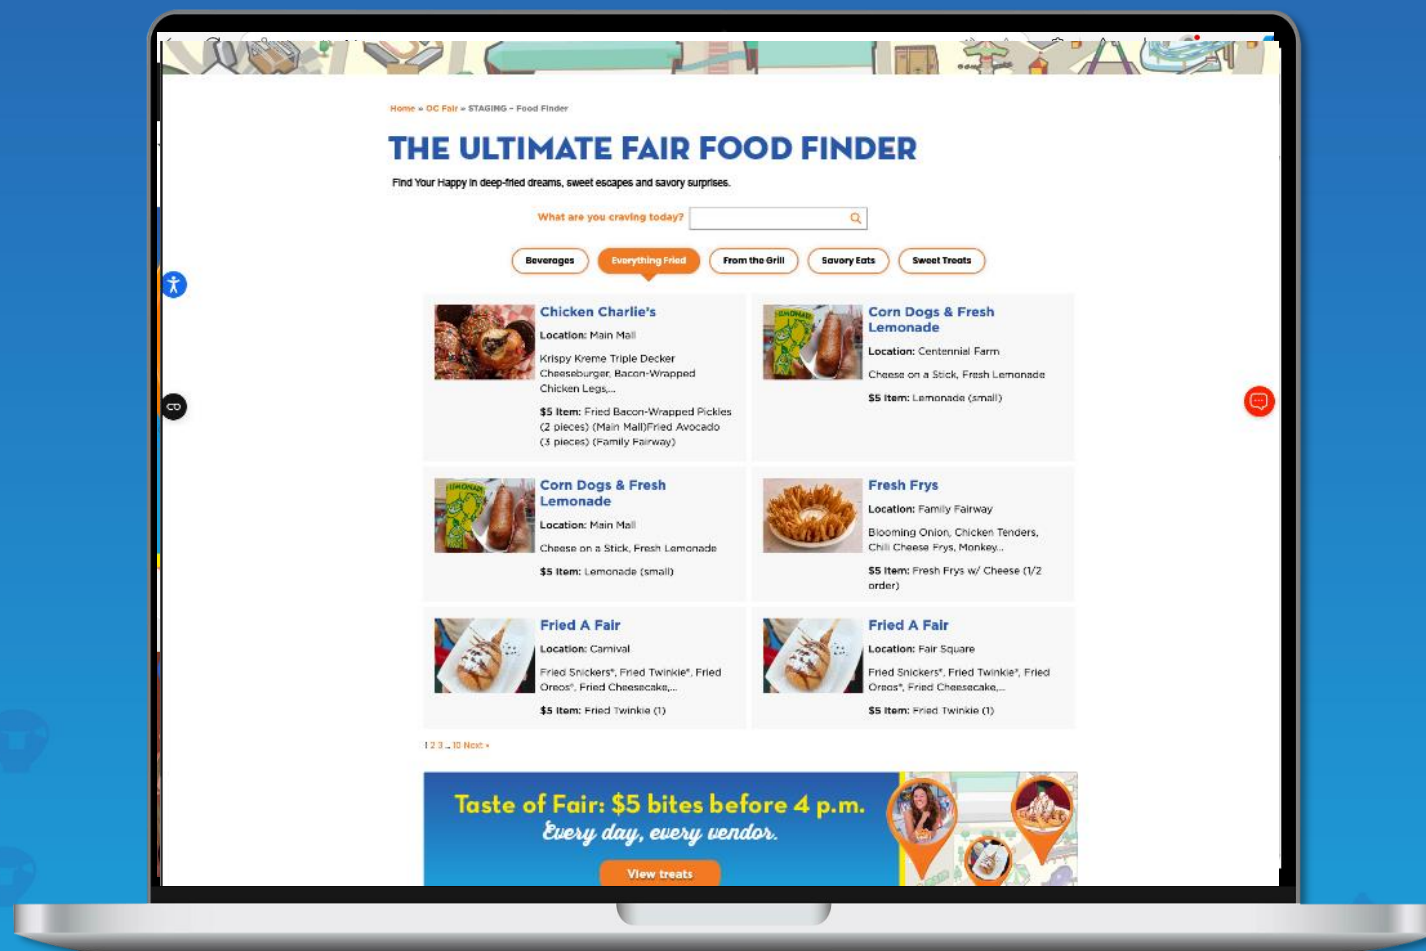 Home » OC Fair » STAGING – Food Finder
THE ULTIMATE FAIR FOOD FINDER
Find Your Happy in deep-fried dreams, sweet escapes and savory surprises.
What are you craving today?
Beverages
Everything Fried
From the Grill
Savory Eats
Sweet Treats
Chicken Charlie's
Location: Main Mall
Krispy Kreme Triple Decker
Cheeseburger, Bacon-Wrapped
Chicken Legs,...
$5 Item: Fried Bacon-Wrapped Pickles
(2 pieces) (Main Mall)Fried Avocado
(3 pieces) (Family Fairway)
LEMONADE
Corn Dogs & Fresh
Lemonade
Location: Centennial Farm
Cheese on a Stick, Fresh Lemonade
$5 Item: Lemonade (small)
LEMONADE
Corn Dogs & Fresh
Lemonade
Location: Main Mall
Cheese on a Stick, Fresh Lemonade
$5 Item: Lemonade (small)
Fresh Frys
Location: Family Fairway
Blooming Onion, Chicken Tenders,
Chili Cheese Frys, Monkey...
$5 Item: Fresh Frys w/ Cheese (1/2
order)
Fried A Fair
Location: Carnival
Fried Snickers®, Fried Twinkie®, Fried
Oreos®, Fried Cheesecake,...
$5 Item: Fried Twinkie (1)
Fried A Fair
Location: Fair Square
Fried Snickers®, Fried Twinkie®, Fried
Oreos®, Fried Cheesecake,...
$5 Item: Fried Twinkie (1)
1 2 3 … 10 Next »
Taste of Fair: $5 bites before 4 p.m.
Every day, every vendor.
View treats